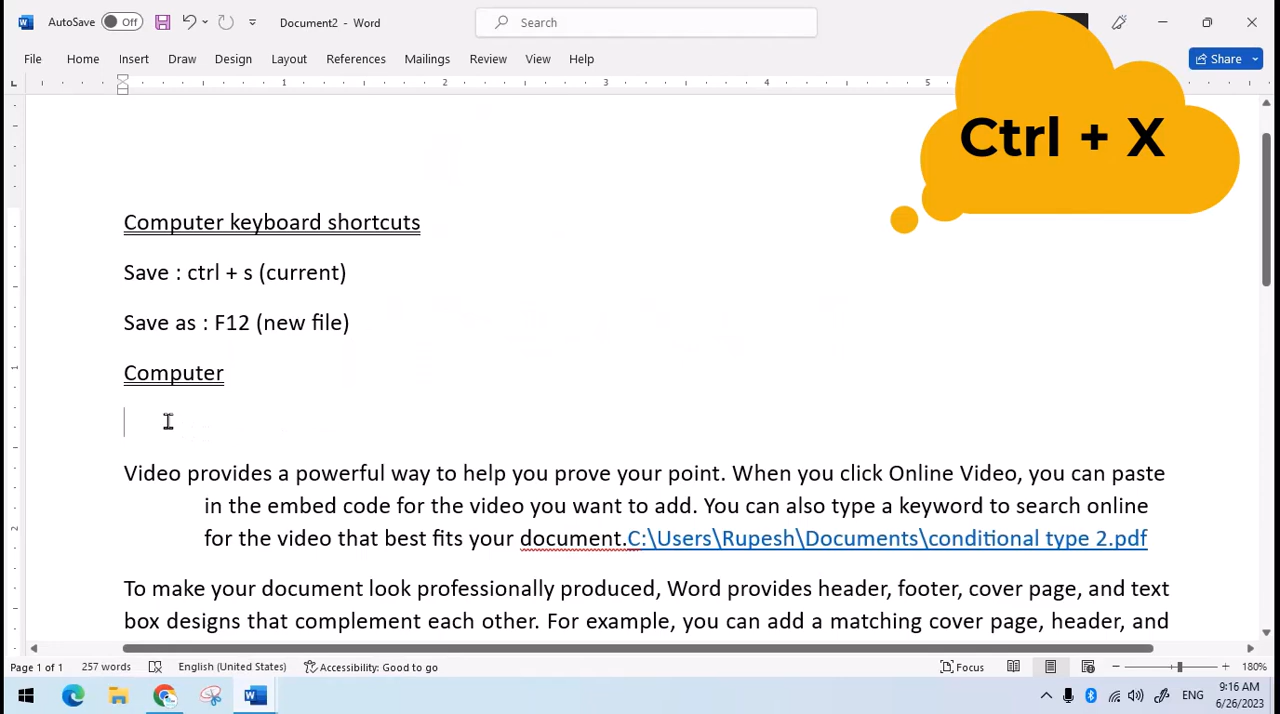 AutoSave Off Document2 - Word Search
File Home Insert Draw Design Layout References Mailings Review View Help Share
1 2 3 4 5
Ctrl + X
Computer keyboard shortcuts
Save : ctrl + s (current)
Save as : F12 (new file)
Computer
Video provides a powerful way to help you prove your point. When you click Online Video, you can paste
in the embed code for the video you want to add. You can also type a keyword to search online
for the video that best fits your document.C:\Users\Rupesh\Documents\conditional type 2.pdf
To make your document look professionally produced, Word provides header, footer, cover page, and text
box designs that complement each other. For example, you can add a matching cover page, header, and
1
2
Page 1 of 1 257 words English (United States) Accessibility: Good to go Focus 180%
ENG 9:16 AM
6/26/2023